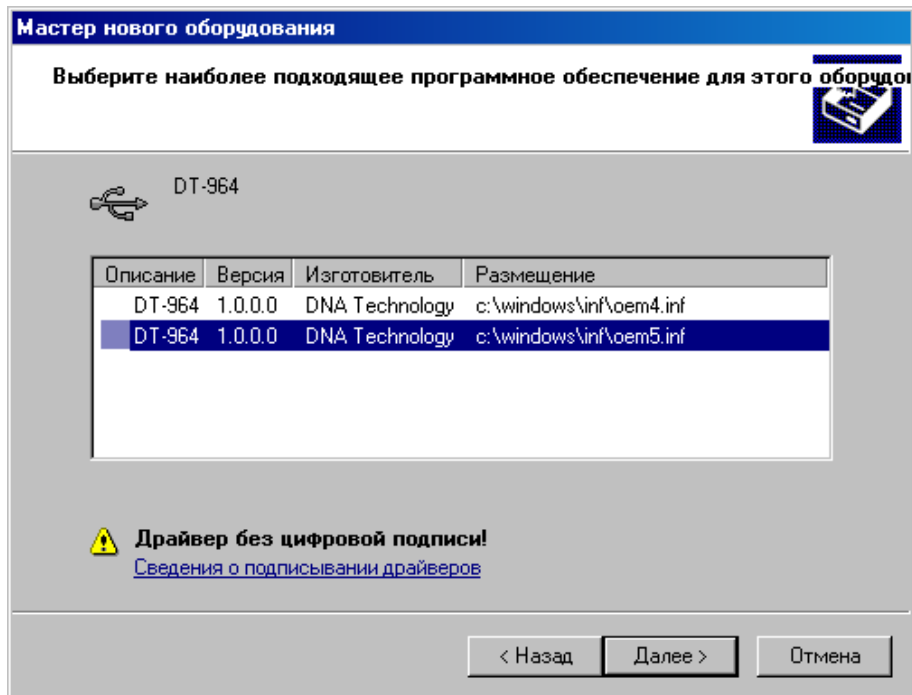 Мастер нового оборудования
Выберите наиболее подходящее программное обеспечение для этого
DT-964
Описание Версия Изготовитель Размещение
DT-964 1.0.0.0 DNA Technology c:\windows\inf\oem4.inf
DT-964 1.0.0.0 DNA Technology c:\windows\inf\oem5.inf
Драйвер без цифровой подписи!
Сведения о подписывании драйверов
< Назад Далее > Отмена